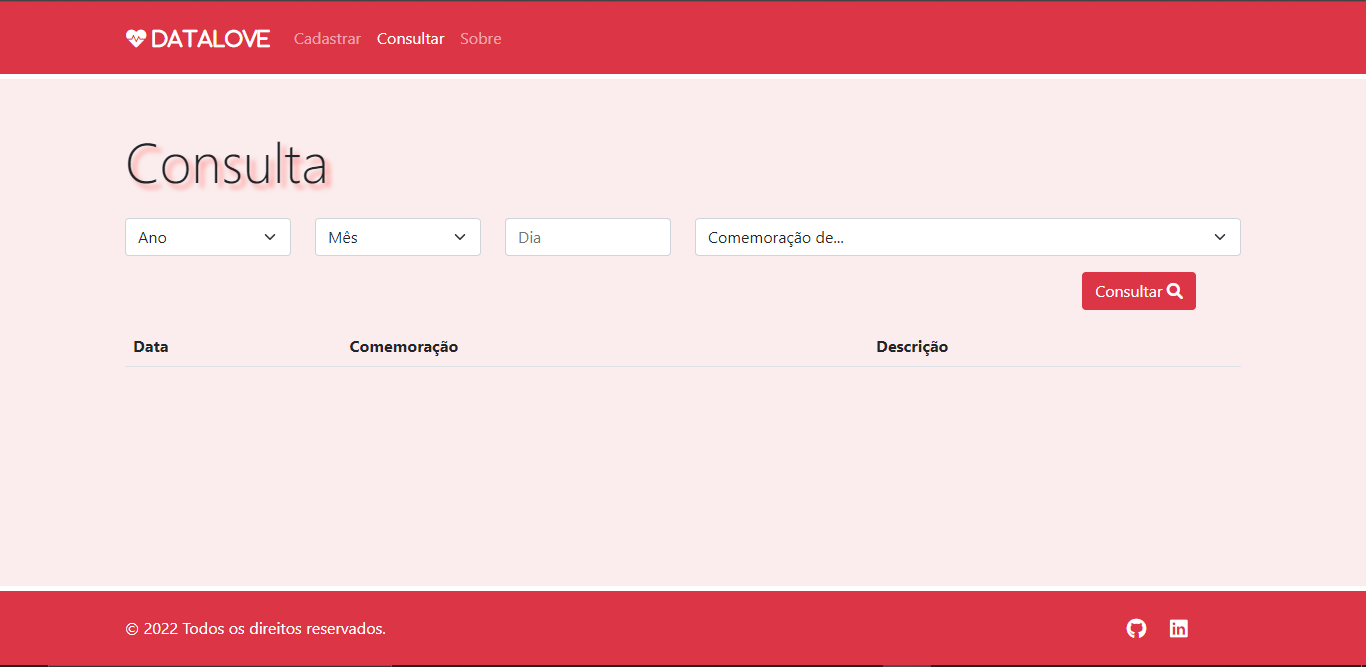 DATALOVE Cadastrar Consultar Sobre
Consulta
Ano Mês Dia Comemoração de...
Consultar
Data Comemoração Descrição
© 2022 Todos os direitos reservados.
in